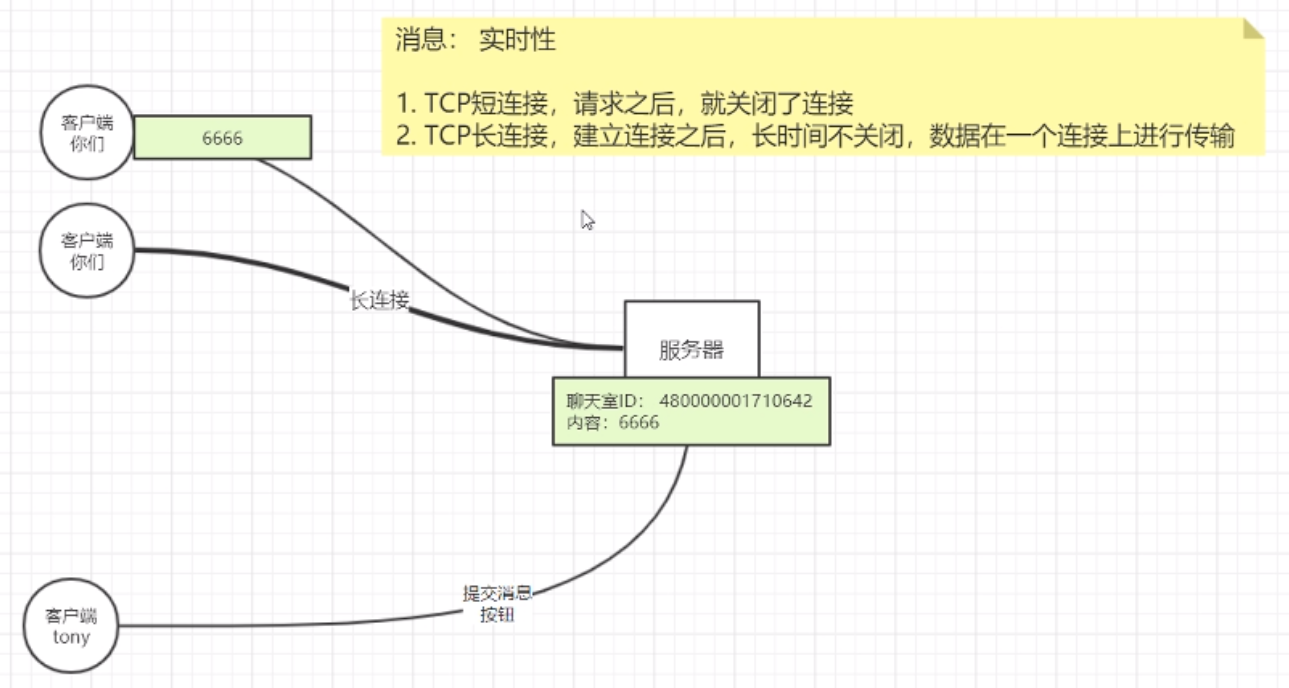 消息： 实时性
1. TCP短连接，请求之后，就关闭了连接
2. TCP长连接，建立连接之后，长时间不关闭，数据在一个连接上进行传输
客户端
你们
6666
客户端
你们
长连接
服务器
聊天室ID： 480000001710642
内容：6666
提交消息
按钮
客户端
tony